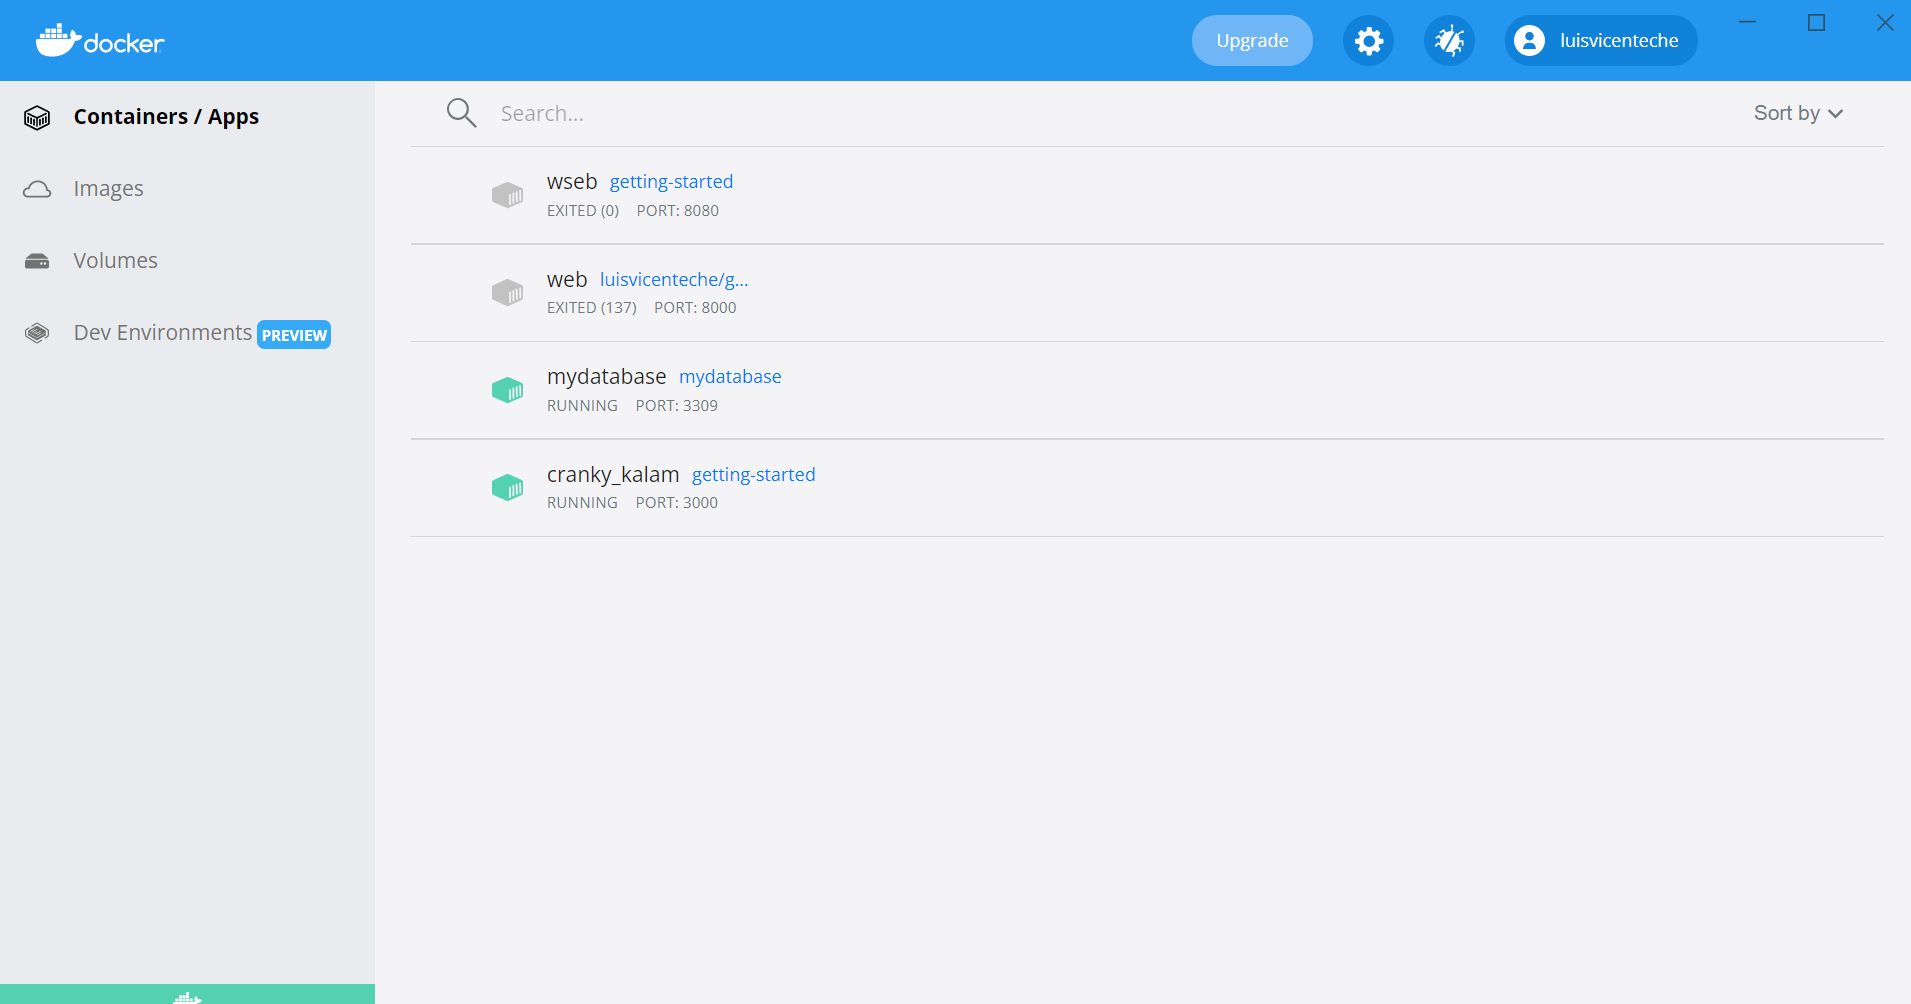 docker
Upgrade
luisvicenteche
Containers / Apps
Images
Volumes
Dev Environments PREVIEW
Search...
Sort by
wseb getting-started
EXITED (0) PORT: 8080
web luisvicenteche/g...
EXITED (137) PORT: 8000
mydatabase mydatabase
RUNNING PORT: 3309
cranky_kalam getting-started
RUNNING PORT: 3000